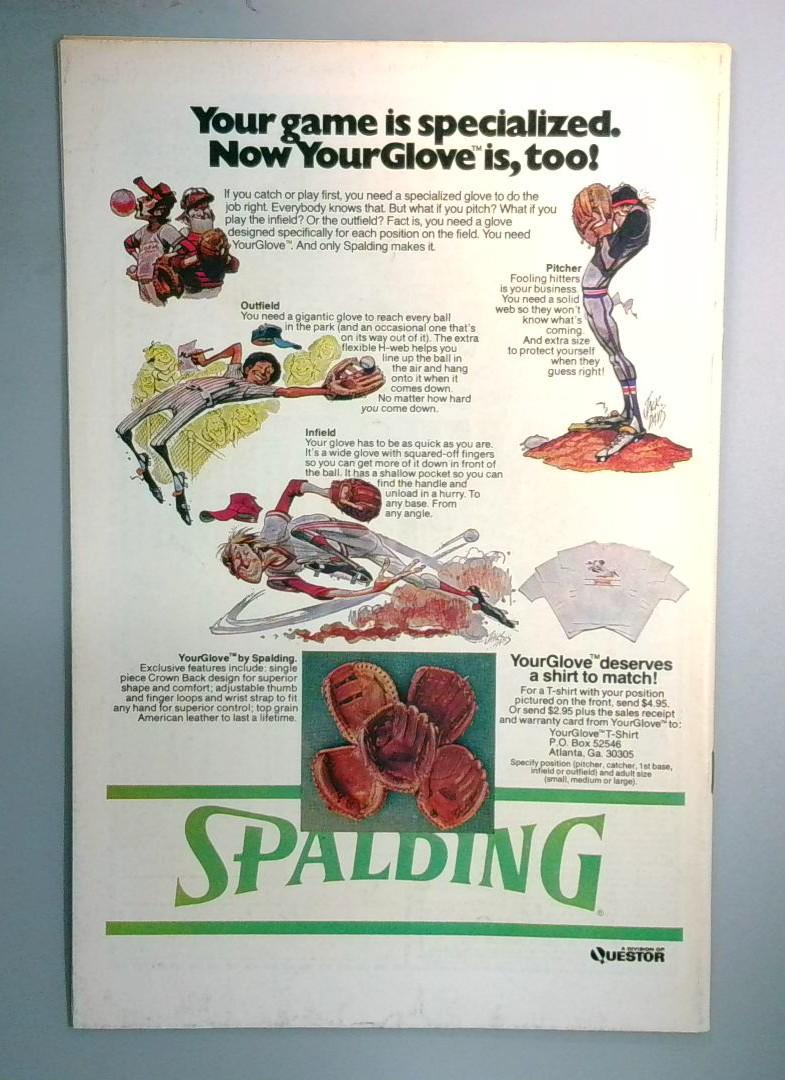 Your game is specialized.
Now YourGlove™ is, too!
If you catch or play first, you need a specialized glove to do the
job right. Everybody knows that. But what if you pitch? What if you
play the infield? Or the outfield? Fact is, you need a glove
designed specifically for each position on the field. You need
YourGlove™. And only Spalding makes it.
Pitcher
Fooling hitters
is your business.
You need a solid
web so they won't
know what's
coming.
And extra size
to protect yourself
when they
guess right!
JACK
DAVIS
Outfield
You need a gigantic glove to reach every ball
in the park (and an occasional one that's
on its way out of it). The extra
flexible H-web helps you
line up the ball in
the air and hang
onto it when it
comes down.
No matter how hard
you come down.
Infield
Your glove has to be as quick as you are.
It's a wide glove with squared-off fingers
so you can get more of it down in front of
the ball. It has a shallow pocket so you can
find the handle and
unload in a hurry. To
any base. From
any angle.
YourGlove™ by Spalding.
Exclusive features include: single
piece Crown Back design for superior
shape and comfort; adjustable thumb
and finger loops and wrist strap to fit
any hand for superior control; top grain
American leather to last a lifetime.
YourGlove™ deserves
a shirt to match!
For a T-shirt with your position
pictured on the front, send $4.95.
Or send $2.95 plus the sales receipt
and warranty card from YourGlove™ to:
YourGlove™ T-Shirt
P.O. Box 52546
Atlanta, Ga. 30305
Specify position (pitcher, catcher, 1st base,
infield or outfield) and adult size
(small, medium or large).
SPALDING®
A DIVISION OF
QUESTOR